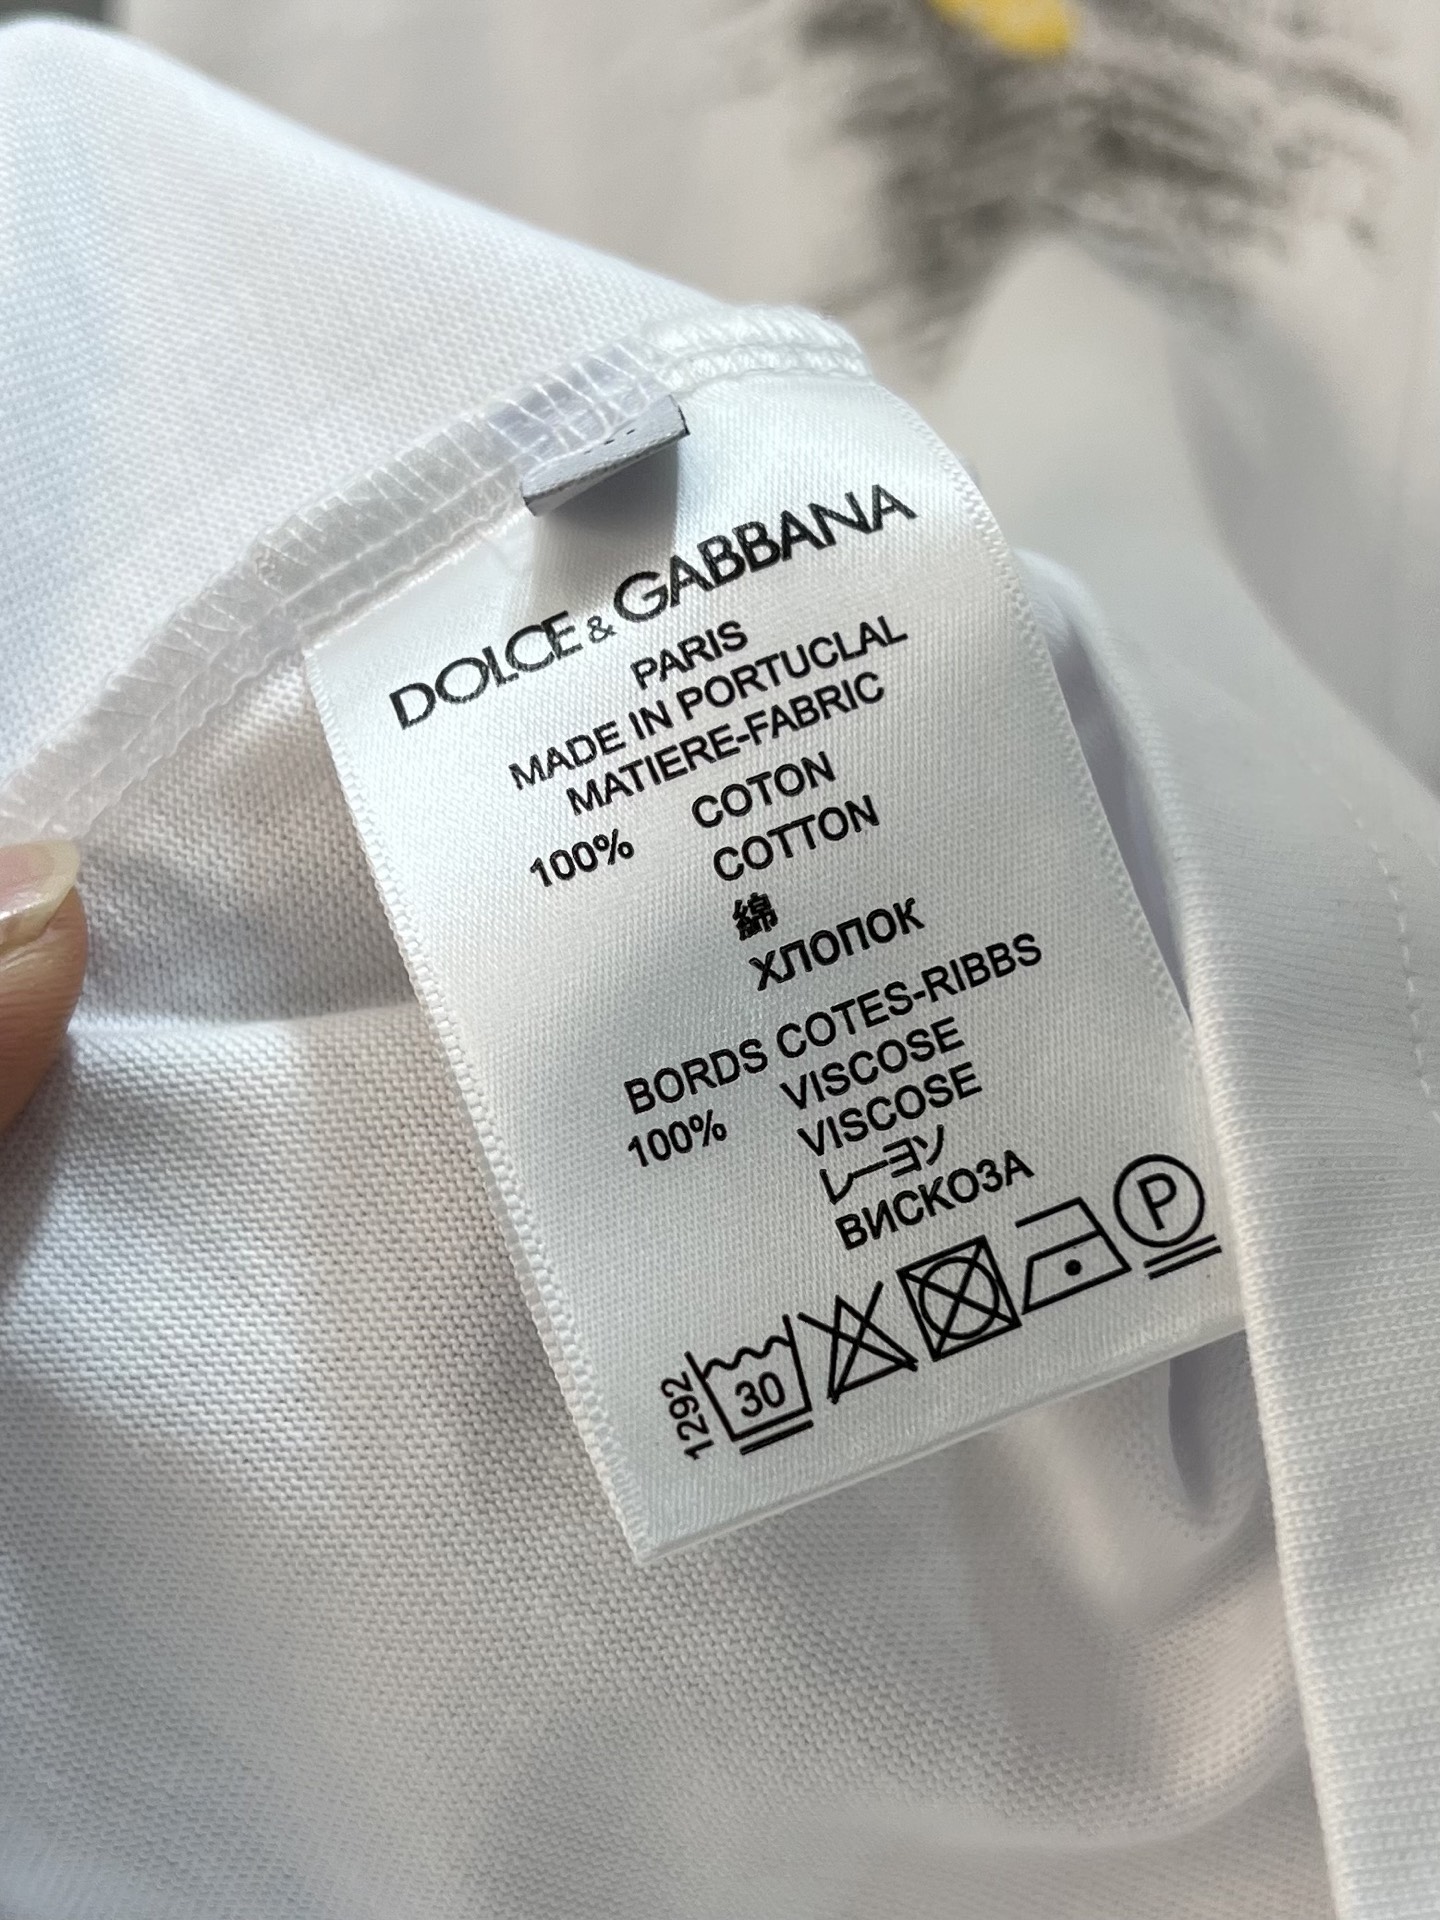 DOLCE & GABBANA
PARIS
MADE IN PORTUCLAL
MATIERE-FABRIC
100% COTON
COTTON
綿
ХЛОПОК
BORDS COTES-RIBBS
100% VISCOSE
VISCOSE
レーヨン
ВИСКОЗА
1292 30 P